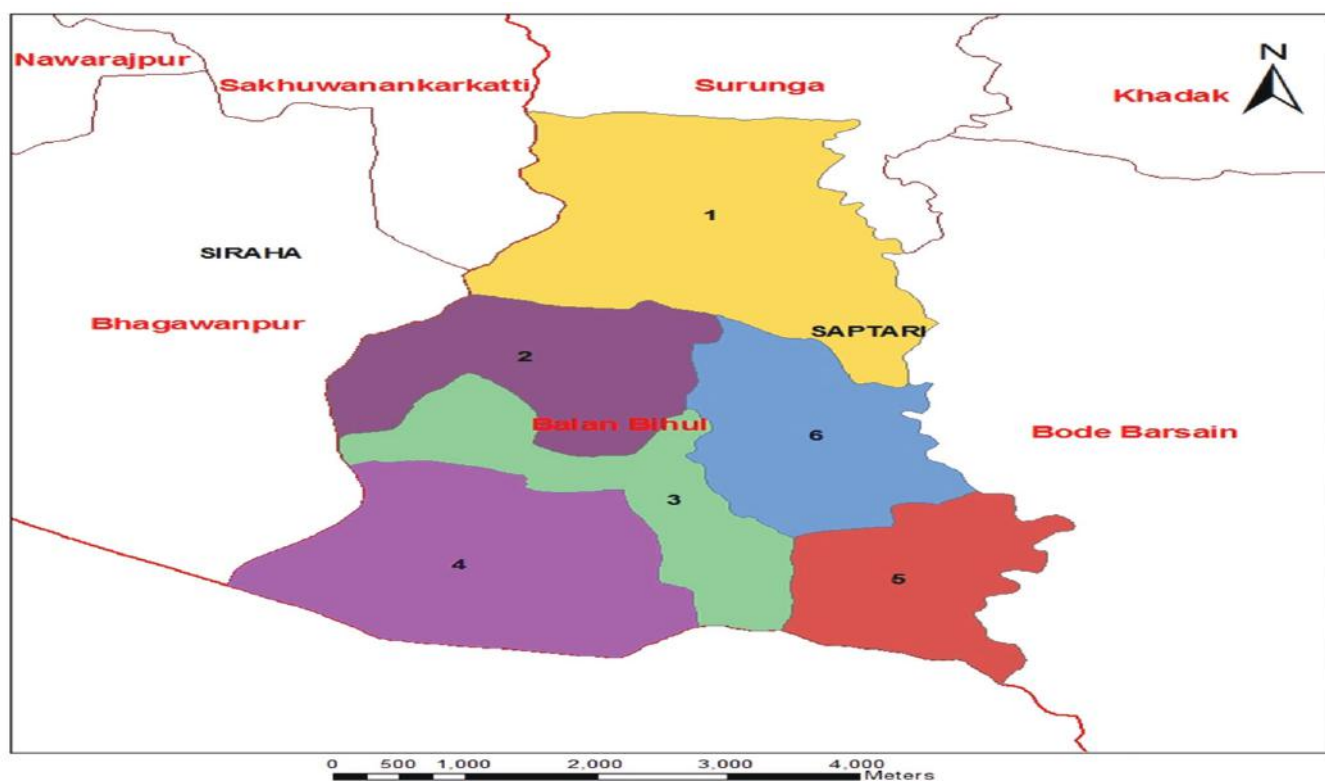 N
Nawarajpur
Sakhuwanankarkatti
Surunga
Khadak
1
SIRAHA
Bhagawanpur
SAPTARI
2
Balan Bihul
6
Bode Barsain
3
4
5
0 500 1,000 2,000 3,000 4,000
Meters